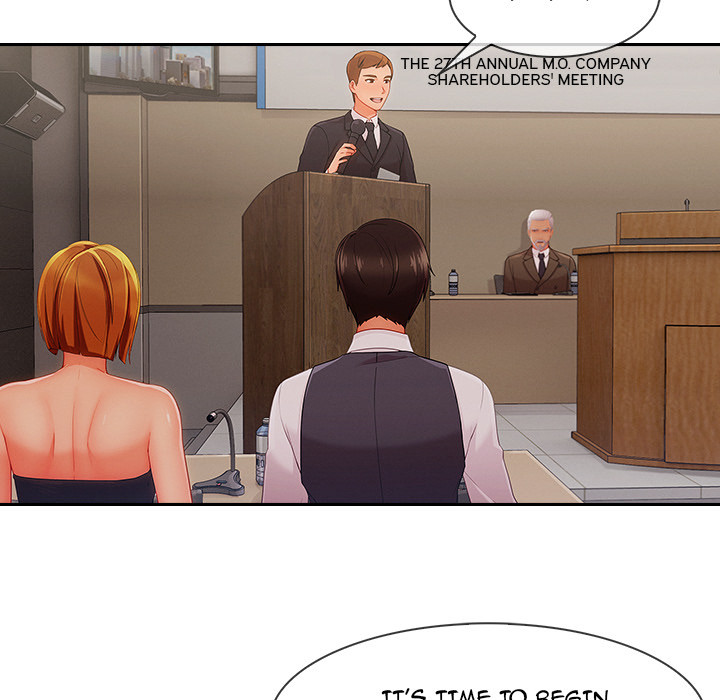 THE 27TH ANNUAL M.O. COMPANY
SHAREHOLDERS' MEETING
IT'S TIME TO BEGIN